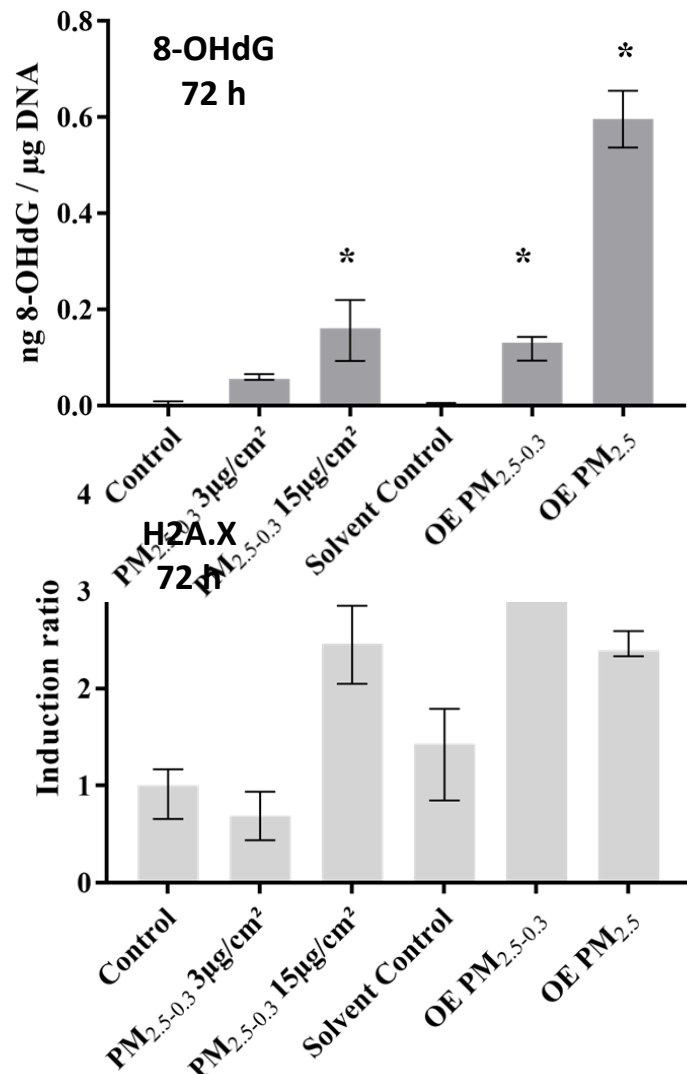 0.8
8-OHdG
72 h
*
0.6
ng 8-OHdG / µg DNA
0.4
* *
0.2
0.0
Control
PM₂.₅₋₀.₃ 3µg/cm²
PM₂.₅₋₀.₃ 15µg/cm²
Solvent Control
OE PM₂.₅₋₀.₃
OE PM₂.₅
4
H2A.X
72 h
3
Induction ratio
2
1
0
Control
PM₂.₅₋₀.₃ 3µg/cm²
PM₂.₅₋₀.₃ 15µg/cm²
Solvent Control
OE PM₂.₅₋₀.₃
OE PM₂.₅